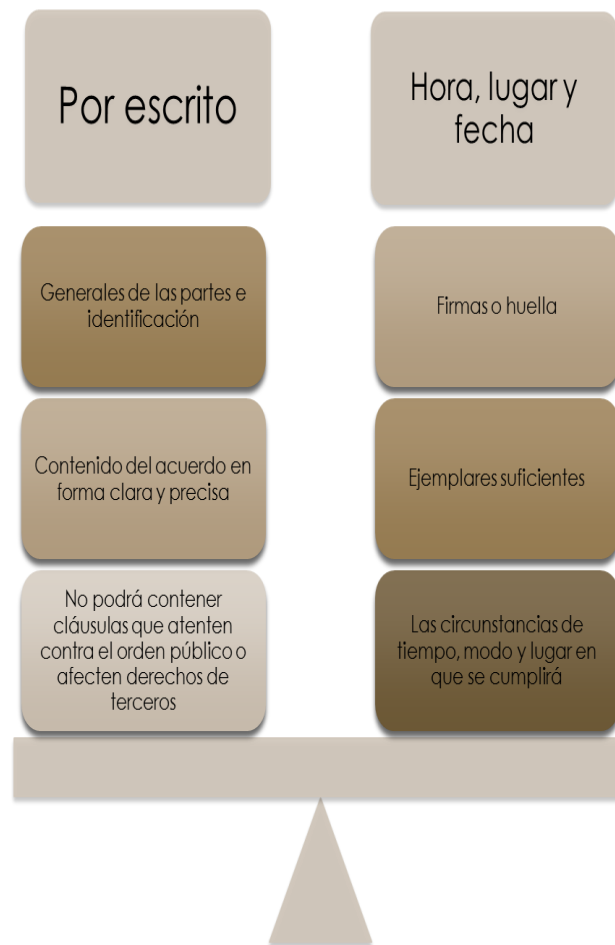 Por escrito
Generales de las partes e
identificación
Contenido del acuerdo en
forma clara y precisa
No podrá contener
cláusulas que atenten
contra el orden público o
afecten derechos de
terceros
Hora, lugar y
fecha
Firmas o huella
Ejemplares suficientes
Las circunstancias de
tiempo, modo y lugar en
que se cumplirá